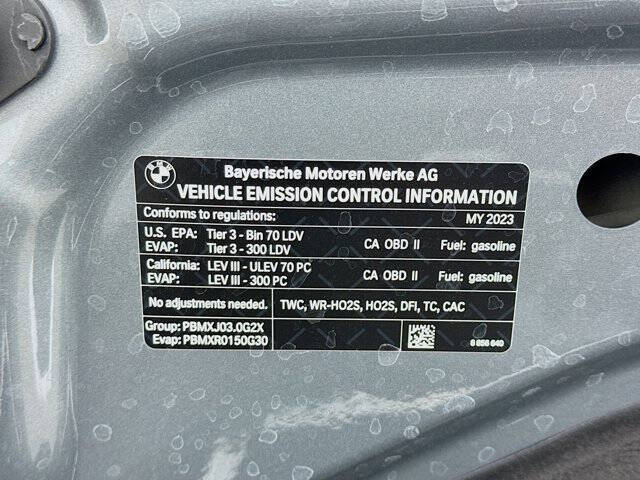 BMW
Bayerische Motoren Werke AG
VEHICLE EMISSION CONTROL INFORMATION
Conforms to regulations: MY 2023
U.S. EPA: Tier 3 - Bin 70 LDV
EVAP: Tier 3 - 300 LDV CA OBD II Fuel: gasoline
California: LEV III - ULEV 70 PC
EVAP: LEV III - 300 PC CA OBD II Fuel: gasoline
No adjustments needed. TWC, WR-HO2S, HO2S, DFI, TC, CAC
Group: PBMXJ03.0G2X
Evap: PBMXR0150G30 8 856 640